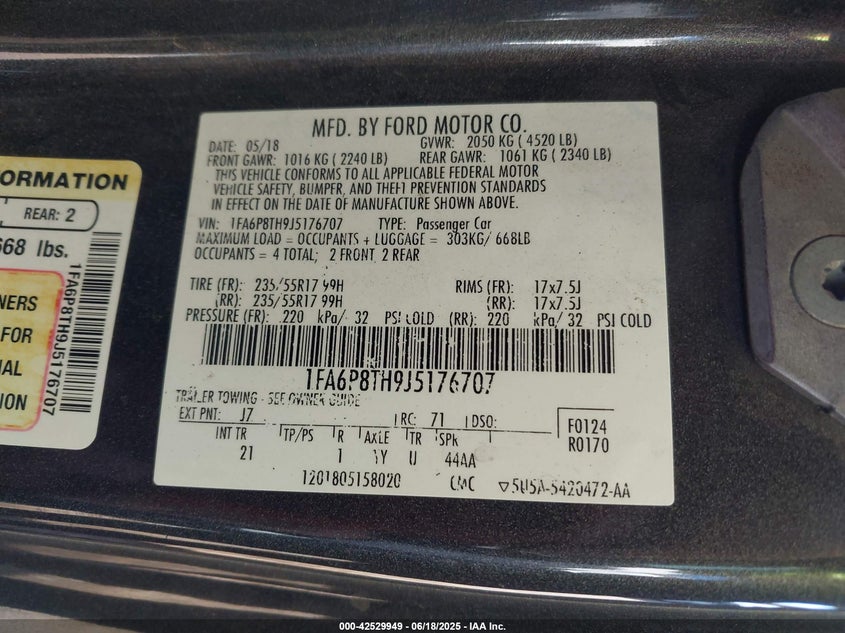 ORMATION
REAR: 2
668 lbs.
NERS
FOR
IAL
ION
1FA6P8TH9J5176707
MFD. BY FORD MOTOR CO.
DATE: 05/18 GVWR: 2050 KG ( 4520 LB)
FRONT GAWR: 1016 KG ( 2240 LB) REAR GAWR: 1061 KG ( 2340 LB)
THIS VEHICLE CONFORMS TO ALL APPLICABLE FEDERAL MOTOR
VEHICLE SAFETY, BUMPER, AND THEFT PREVENTION STANDARDS
IN EFFECT ON THE DATE OF MANUFACTURE SHOWN ABOVE.
VIN: 1FA6P8TH9J5176707 TYPE: Passenger Car
MAXIMUM LOAD = OCCUPANTS + LUGGAGE = 303KG/ 668LB
OCCUPANTS = 4 TOTAL; 2 FRONT, 2 REAR
TIRE (FR): 235/55R17 99H RIMS (FR): 17x7.5J
(RR): 235/55R17 99H (RR): 17x7.5J
PRESSURE (FR): 220 kPa/ 32 PSI COLD (RR): 220 kPa/ 32 PSI COLD
1FA6P8TH9J5176707
TRAILER TOWING - SEE OWNER GUIDE
EXT PNT: J7 RC: 71 DSO: F0124
INT TR TP/PS R AXLE TR SPR R0170
21 1 YY U 44AA
1201805158020 CMC ▽5U5A-5420472-AA
000-42529949 - 06/18/2025 - IAA Inc.